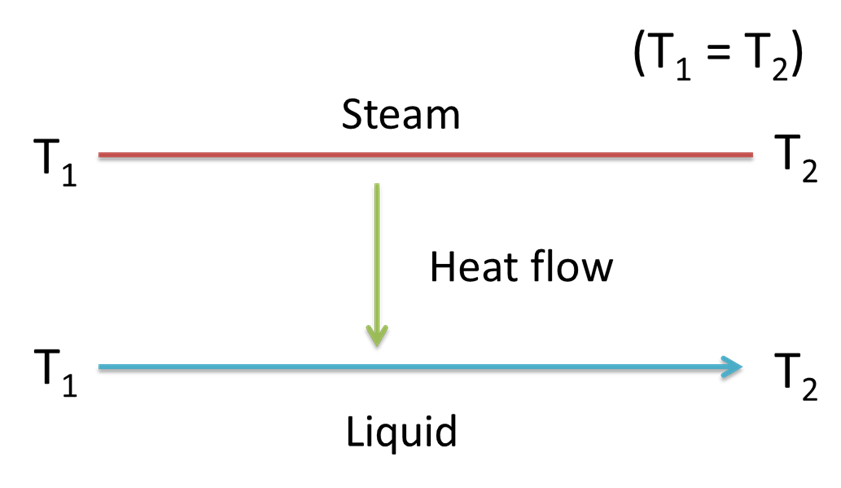 (T₁ = T₂)
Steam
T₁ T₂
Heat flow
T₁ T₂
Liquid